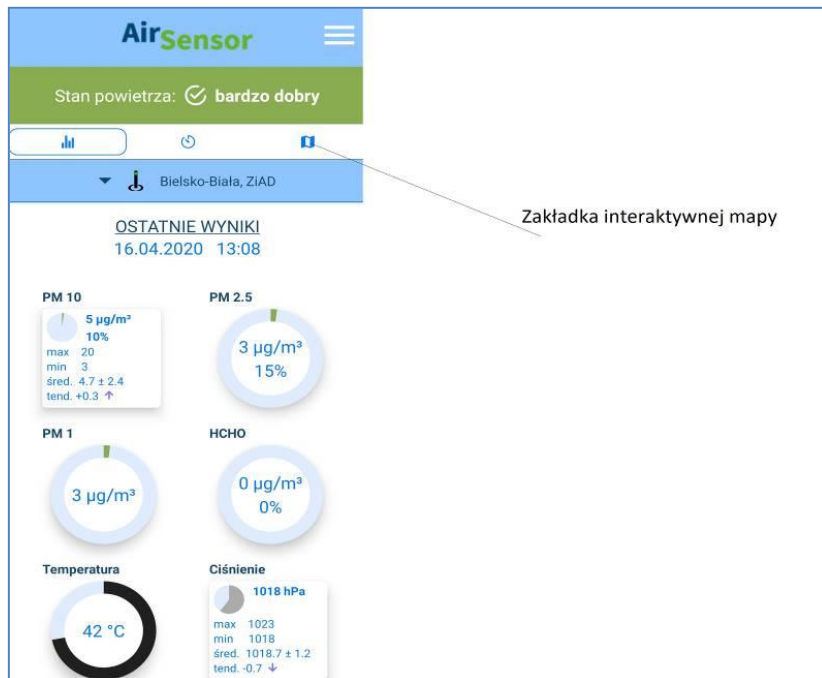 AirSensor
Stan powietrza: bardzo dobry
Bielsko-Biała, ZiAD
Zakładka interaktywnej mapy
OSTATNIE WYNIKI
16.04.2020 13:08
PM 10
5 µg/m³
10%
max 20
min 3
śred. 4.7 ± 2.4
tend. +0.3 ↑
PM 2.5
3 µg/m³
15%
PM 1
3 µg/m³
HCHO
0 µg/m³
0%
Temperatura
42 °C
Ciśnienie
1018 hPa
max 1023
min 1018
śred. 1018.7 ± 1.2
tend. -0.7 ↓